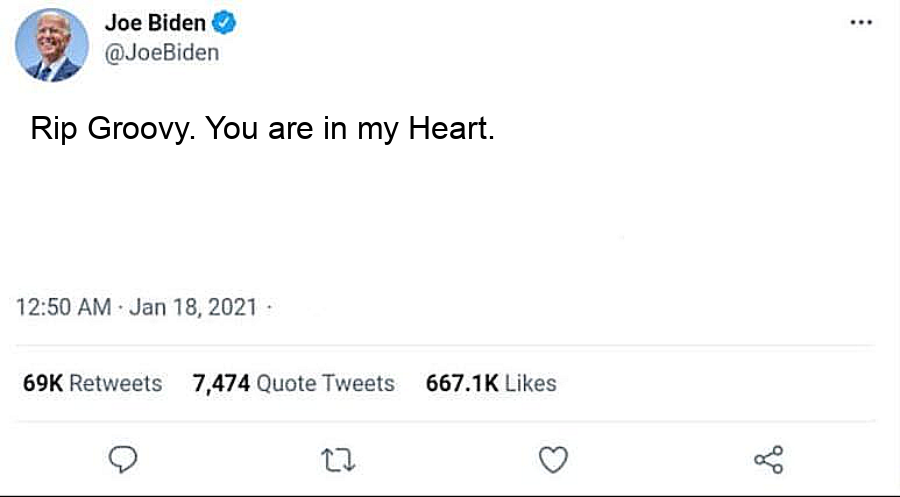 Joe Biden
@JoeBiden
Rip Groovy. You are in my Heart.
12:50 AM · Jan 18, 2021 ·
69K Retweets 7,474 Quote Tweets 667.1K Likes